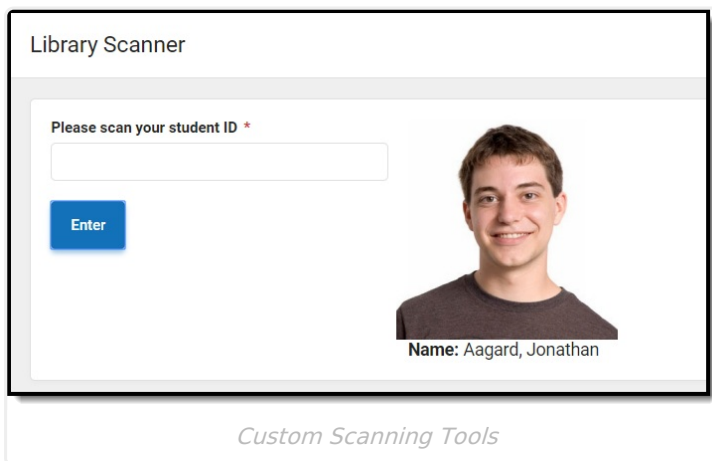 Library Scanner
Please scan your student ID *
Enter
Name: Aagard, Jonathan
Custom Scanning Tools